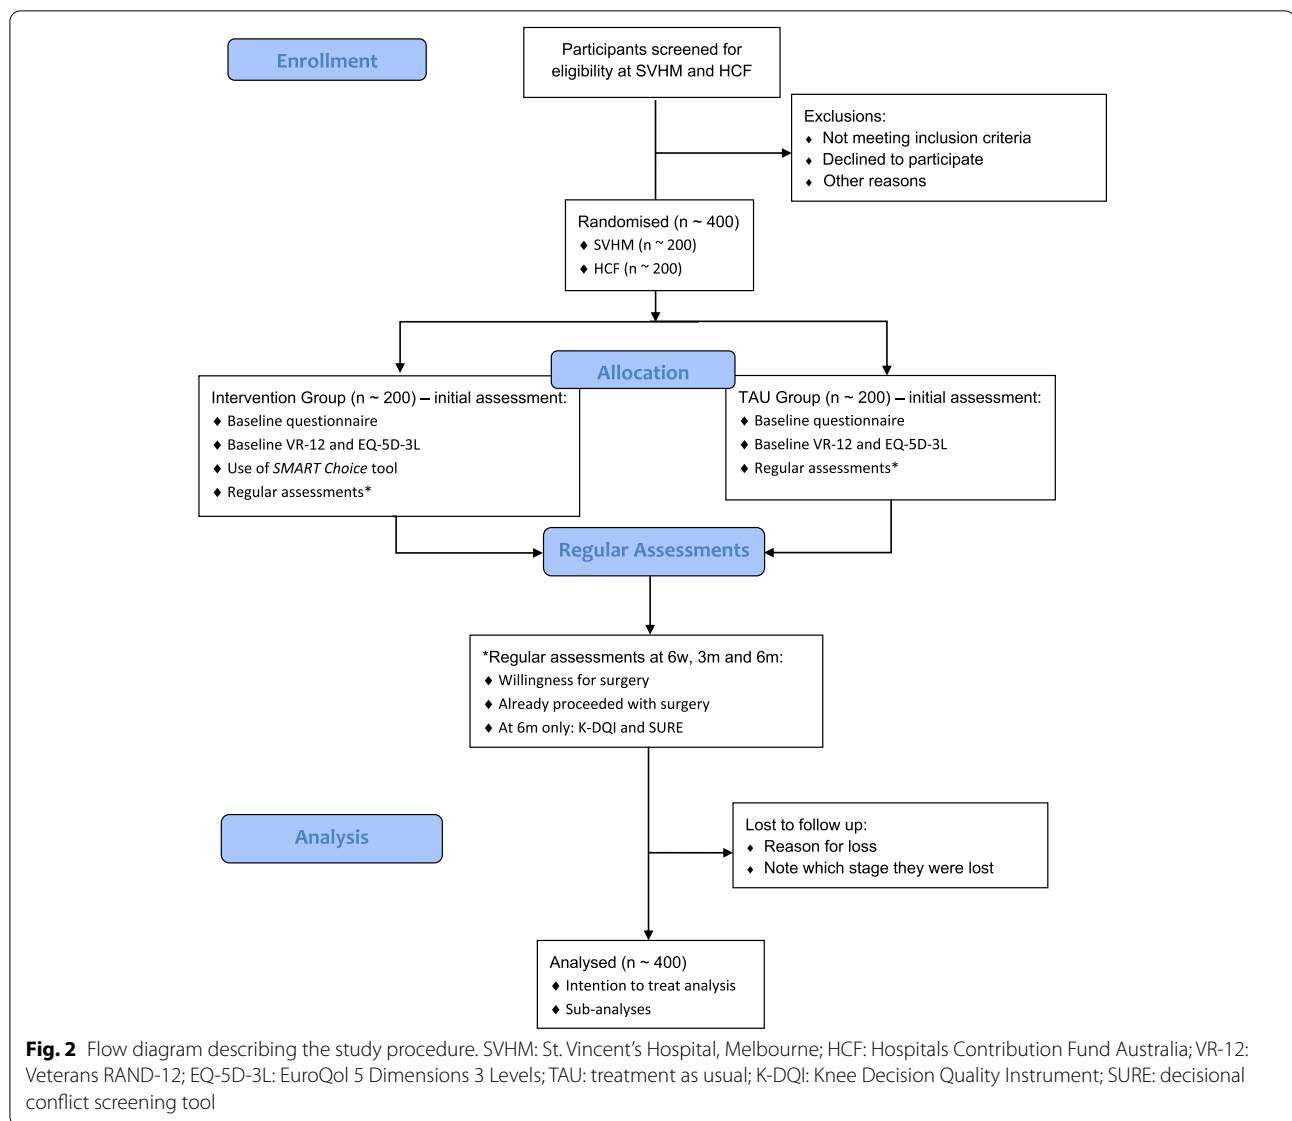 Enrollment
Participants screened for
eligibility at SVHM and HCF
Exclusions:
♦ Not meeting inclusion criteria
♦ Declined to participate
♦ Other reasons
Randomised (n ~ 400)
♦ SVHM (n ~ 200)
♦ HCF (n ~ 200)
Allocation
Intervention Group (n ~ 200) – initial assessment:
♦ Baseline questionnaire
♦ Baseline VR-12 and EQ-5D-3L
♦ Use of SMART Choice tool
♦ Regular assessments*
TAU Group (n ~ 200) – initial assessment:
♦ Baseline questionnaire
♦ Baseline VR-12 and EQ-5D-3L
♦ Regular assessments*
Regular Assessments
*Regular assessments at 6w, 3m and 6m:
♦ Willingness for surgery
♦ Already proceeded with surgery
♦ At 6m only: K-DQI and SURE
Analysis
Lost to follow up:
♦ Reason for loss
♦ Note which stage they were lost
Analysed (n ~ 400)
♦ Intention to treat analysis
♦ Sub-analyses
Fig. 2 Flow diagram describing the study procedure. SVHM: St. Vincent's Hospital, Melbourne; HCF: Hospitals Contribution Fund Australia; VR-12:
Veterans RAND-12; EQ-5D-3L: EuroQol 5 Dimensions 3 Levels; TAU: treatment as usual; K-DQI: Knee Decision Quality Instrument; SURE: decisional
conflict screening tool